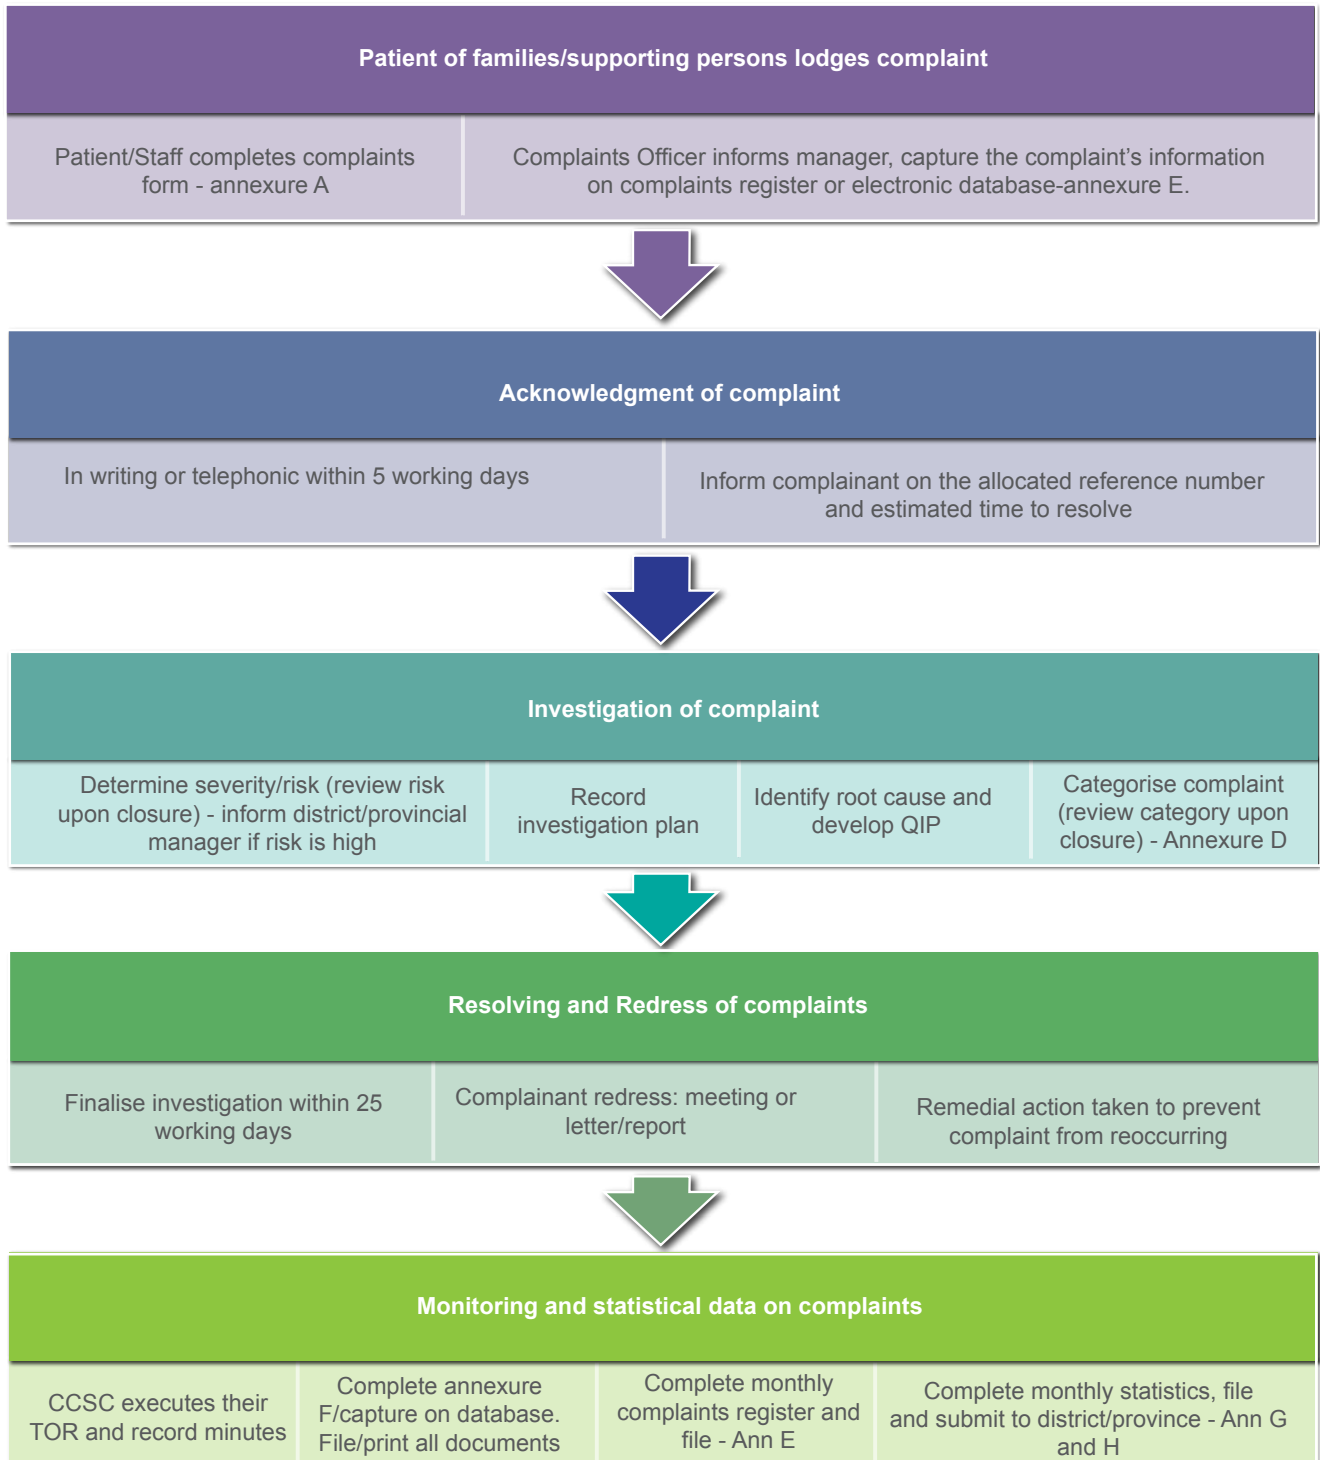 Patient of families/supporting persons lodges complaint
Patient/Staff completes complaints
form - annexure A
Complaints Officer informs manager, capture the complaint's information
on complaints register or electronic database-annexure E.
Acknowledgment of complaint
In writing or telephonic within 5 working days
Inform complainant on the allocated reference number
and estimated time to resolve
Investigation of complaint
Determine severity/risk (review risk
upon closure) - inform district/provincial
manager if risk is high
Record
investigation plan
Identify root cause and
develop QIP
Categorise complaint
(review category upon
closure) - Annexure D
Resolving and Redress of complaints
Finalise investigation within 25
working days
Complainant redress: meeting or
letter/report
Remedial action taken to prevent
complaint from reoccurring
Monitoring and statistical data on complaints
CCSC executes their
TOR and record minutes
Complete annexure
F/capture on database.
File/print all documents
Complete monthly
complaints register and
file - Ann E
Complete monthly statistics, file
and submit to district/province - Ann G
and H